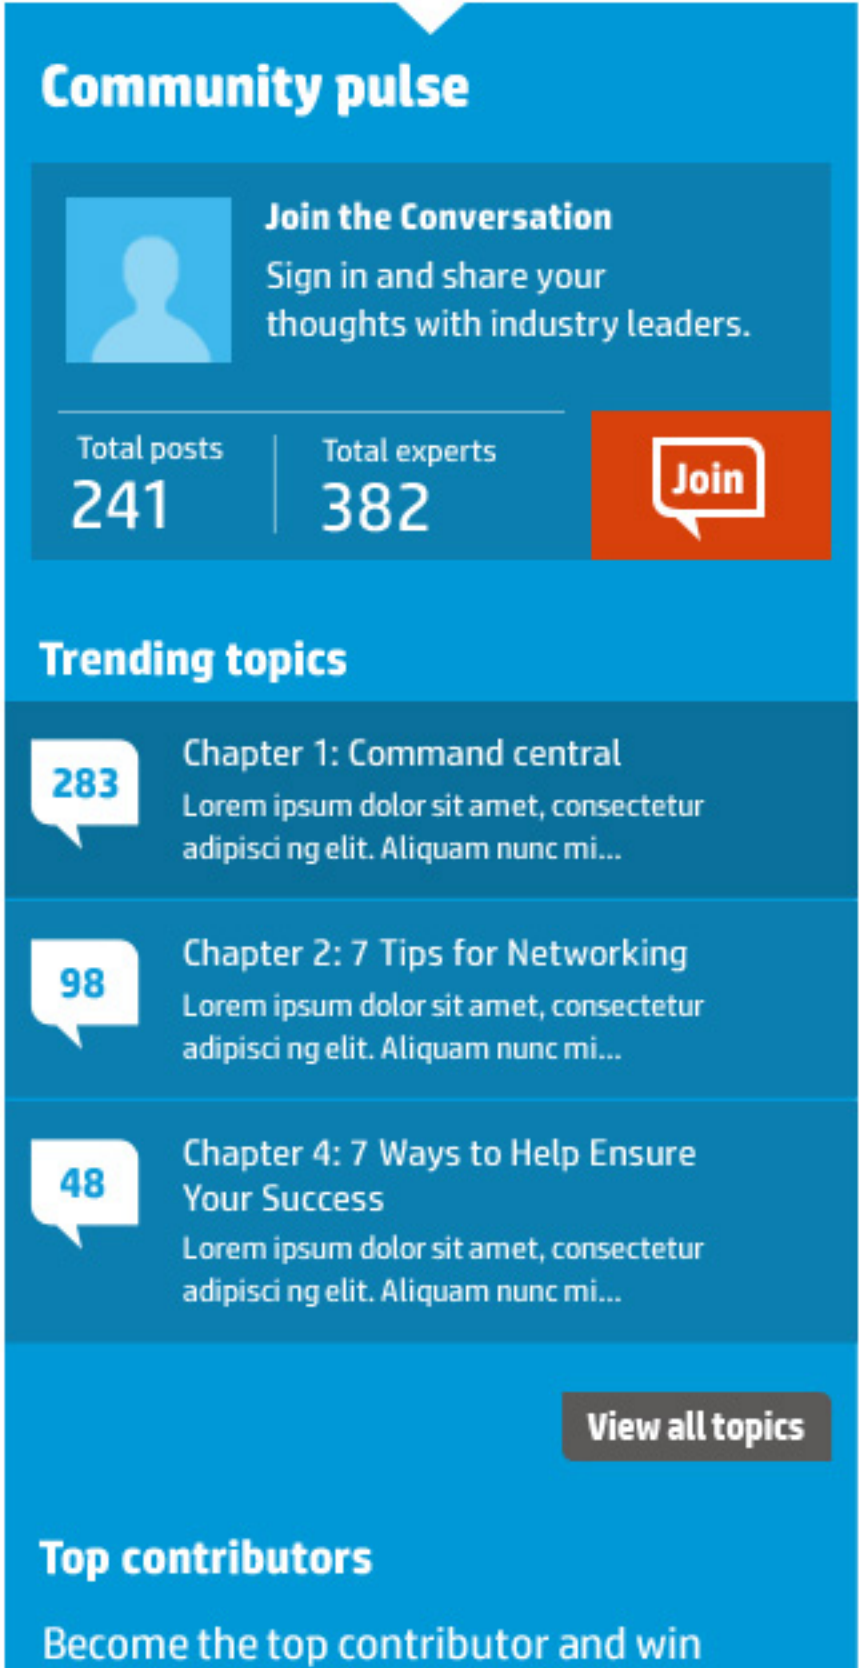 Community pulse
Join the Conversation
Sign in and share your
thoughts with industry leaders.
Total posts
241
Total experts
382
Join
Trending topics
283
Chapter 1: Command central
Lorem ipsum dolor sit amet, consectetur
adipisci ng elit. Aliquam nunc mi...
98
Chapter 2: 7 Tips for Networking
Lorem ipsum dolor sit amet, consectetur
adipisci ng elit. Aliquam nunc mi...
48
Chapter 4: 7 Ways to Help Ensure
Your Success
Lorem ipsum dolor sit amet, consectetur
adipisci ng elit. Aliquam nunc mi...
View all topics
Top contributors
Become the top contributor and win